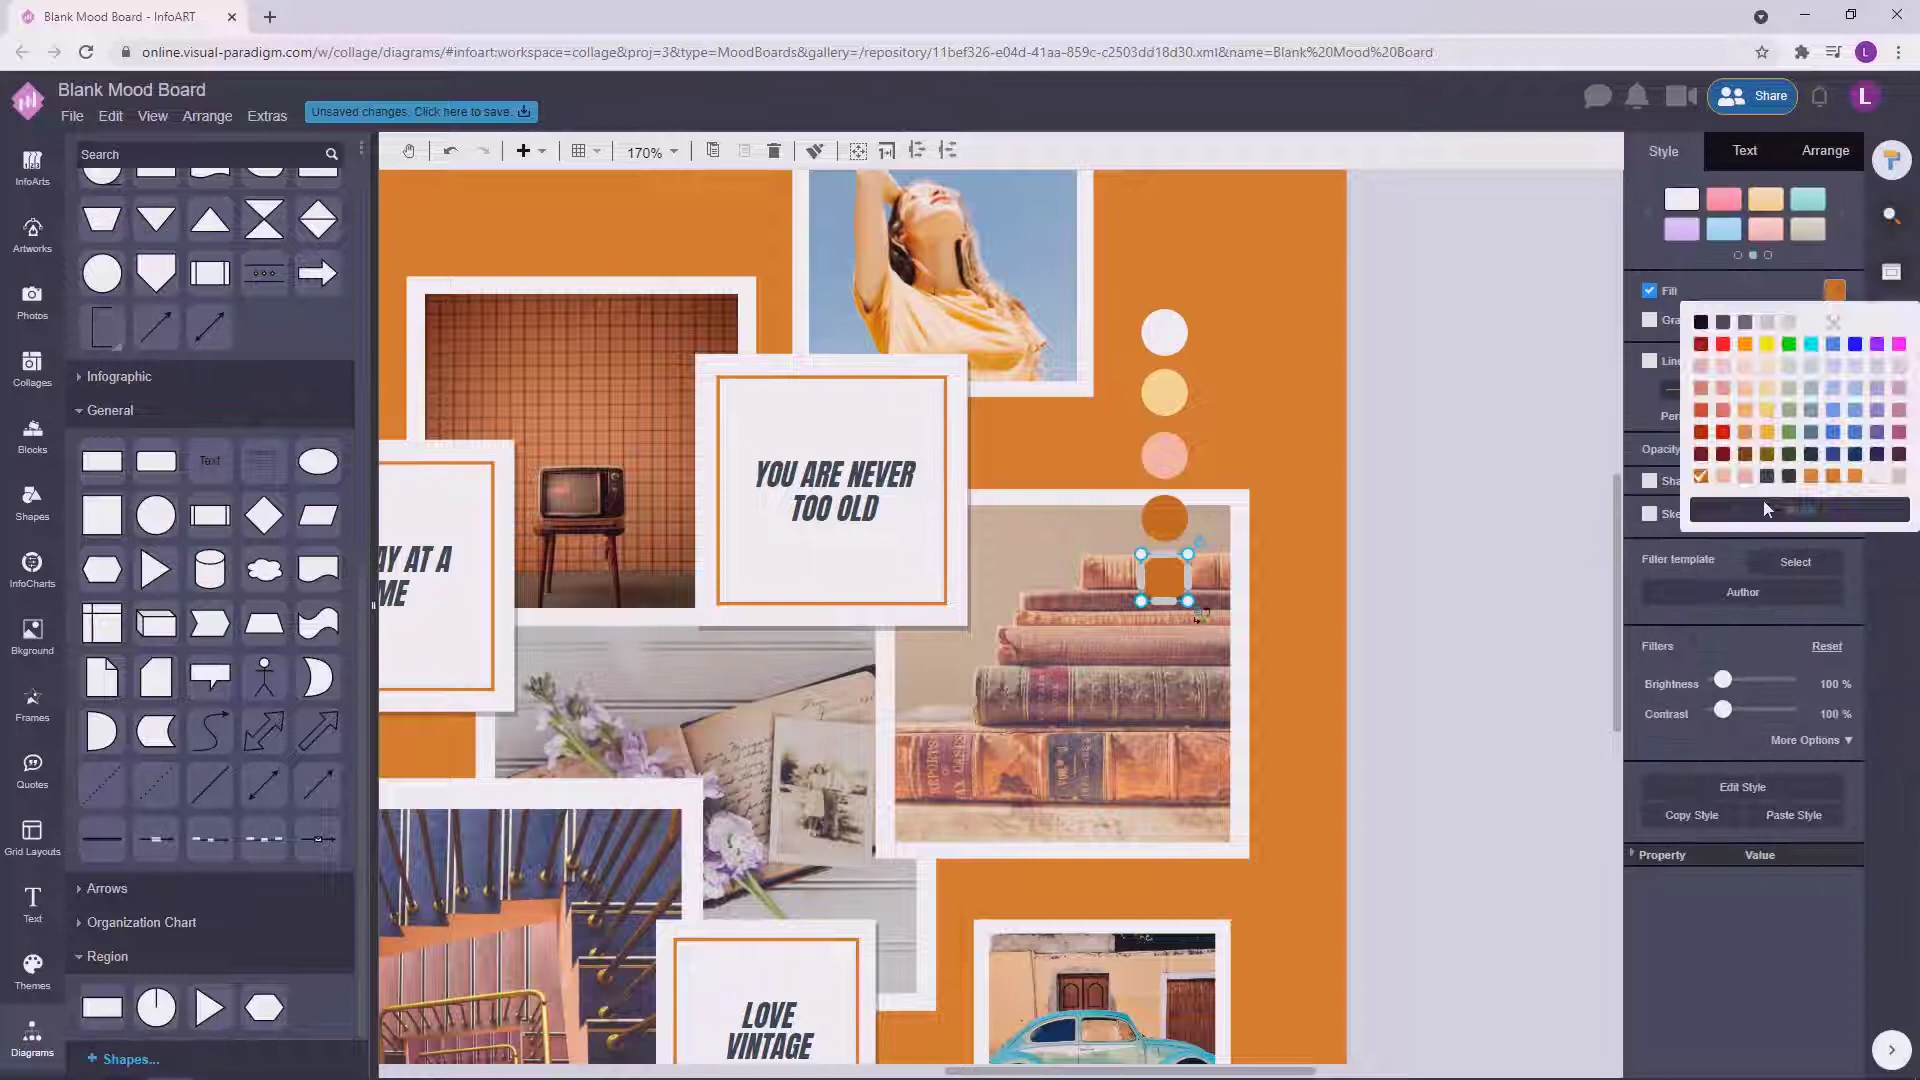 Blank Mood Board - InfoART
online.visual-paradigm.com/w/collage/diagrams/#infoart:workspace=collage&proj=3&type=MoodBoards&gallery=/repository/11bef326-e04d-41aa-859c-c2503dd18d30.xml&name=Blank%20Mood%20Board
L
Blank Mood Board
File Edit View Arrange Extras
Unsaved changes. Click here to save.
Share
L
Search
170%
Style Text Arrange
InfoArts
Artworks
Photos
Collages
Blocks
Shapes
InfoCharts
Bkground
Frames
Quotes
Grid Layouts
Text
Themes
Diagrams
Infographic
General
Text
Arrows
Organization Chart
Region
+ Shapes...
YOU ARE NEVER
TOO OLD
AY AT A
ME
LOVE
VINTAGE
Fill
Gra
Line
Per
Opacity
Sha
Ske
Filter template
Select
Author
Filters
Reset
Brightness
100 %
Contrast
100 %
More Options
Edit Style
Copy Style Paste Style
Property Value